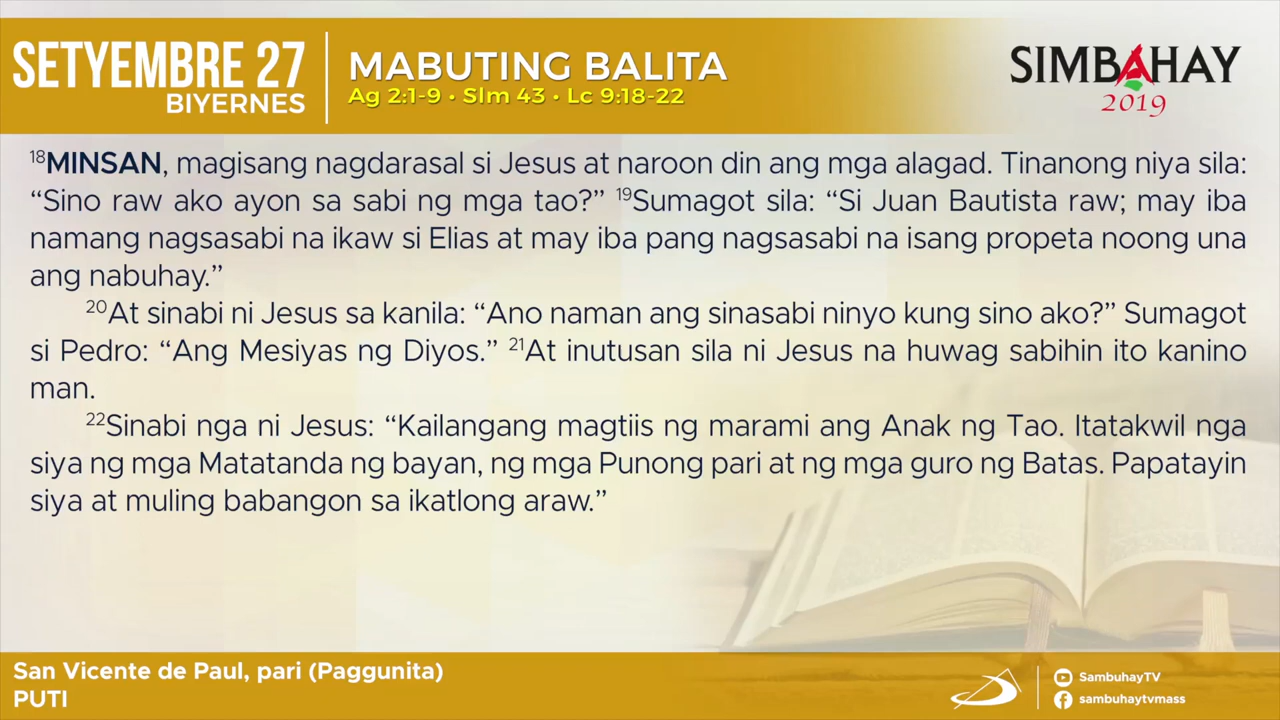 SETYEMBRE 27
BIYERNES
MABUTING BALITA
Ag 2:1-9 • Slm 43 • Lc 9:18-22
SIMBAHAY
2019
18MINSAN, magisang nagdarasal si Jesus at naroon din ang mga alagad. Tinanong niya sila:
“Sino raw ako ayon sa sabi ng mga tao?” 19Sumagot sila: “Si Juan Bautista raw; may iba
namang nagsasabi na ikaw si Elias at may iba pang nagsasabi na isang propeta noong una
ang nabuhay.”
20At sinabi ni Jesus sa kanila: “Ano naman ang sinasabi ninyo kung sino ako?” Sumagot
si Pedro: “Ang Mesiyas ng Diyos.” 21At inutusan sila ni Jesus na huwag sabihin ito kanino
man.
22Sinabi nga ni Jesus: “Kailangang magtiis ng marami ang Anak ng Tao. Itatakwil nga
siya ng mga Matatanda ng bayan, ng mga Punong pari at ng mga guro ng Batas. Papatayin
siya at muling babangon sa ikatlong araw.”
San Vicente de Paul, pari (Paggunita)
PUTI
SambuhayTV
sambuhaytvmass